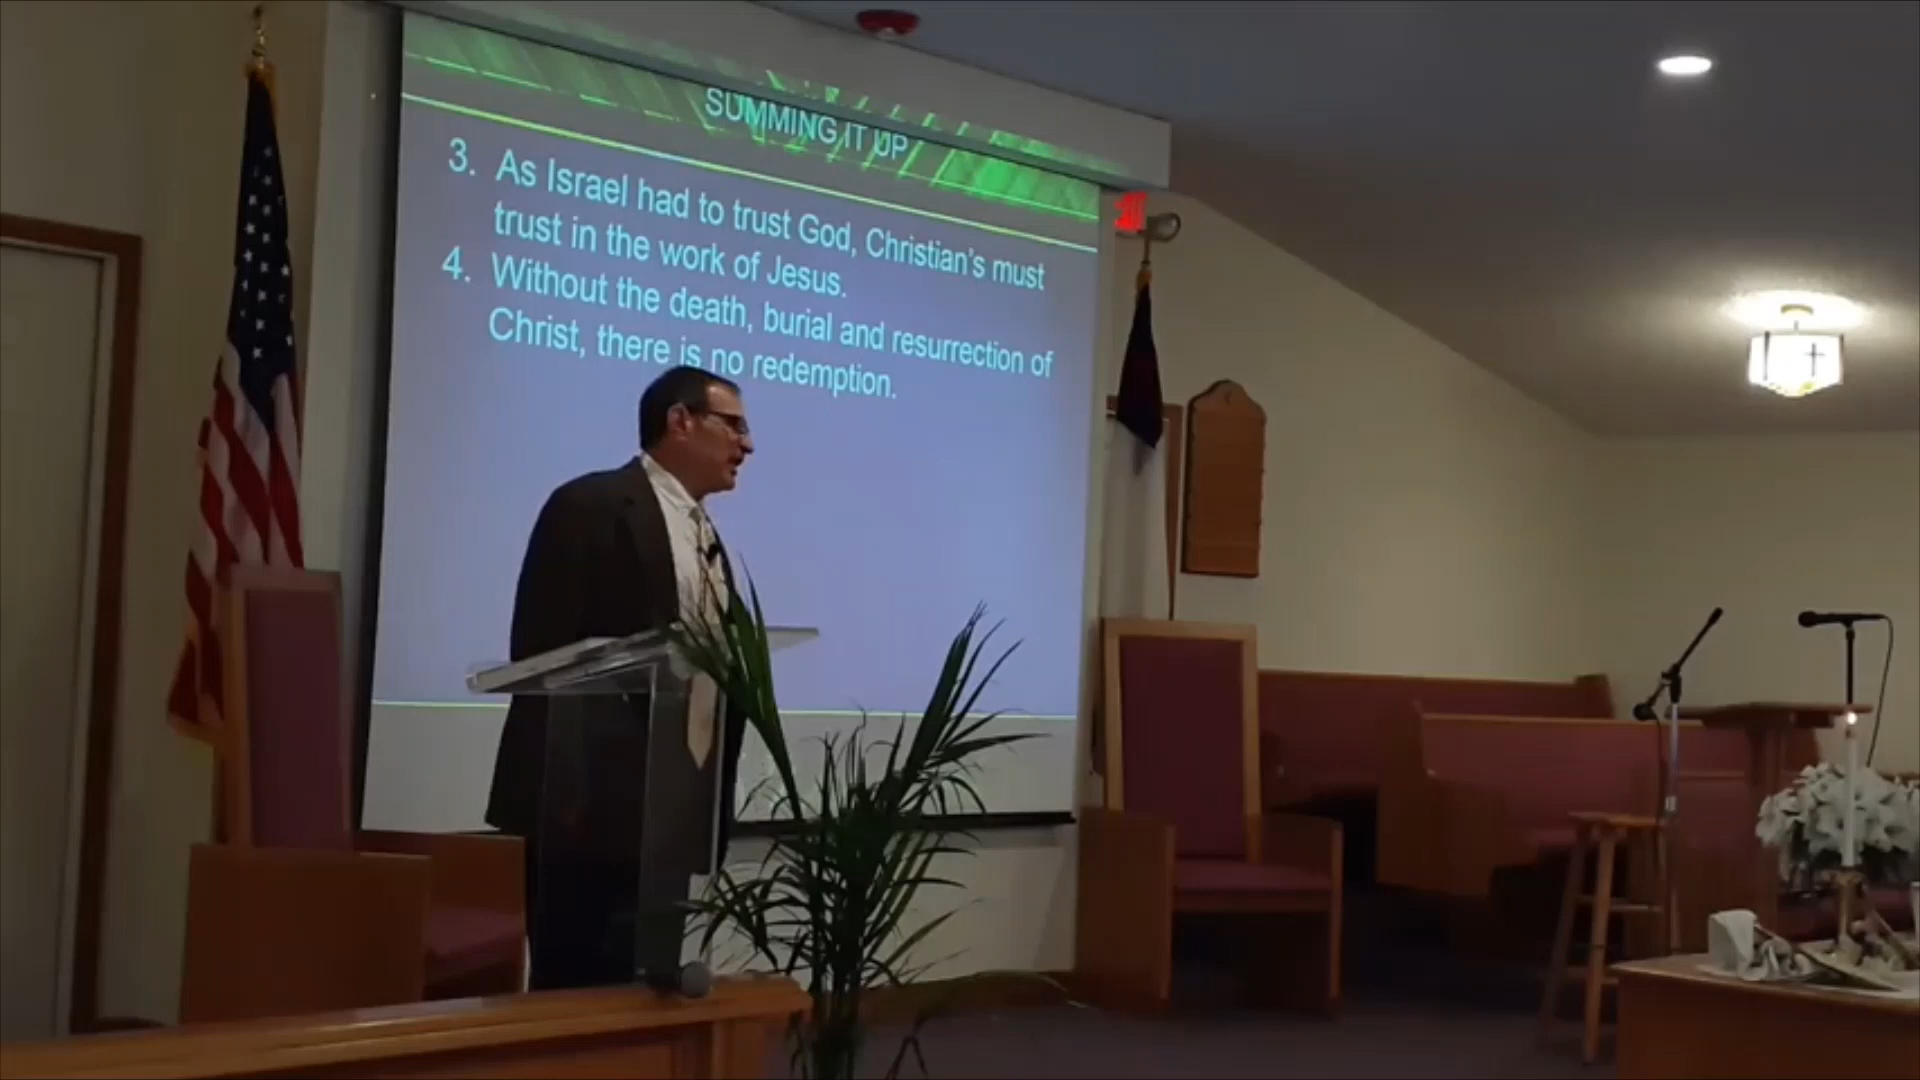 SUMMING IT UP
3. As Israel had to trust God, Christian's must
trust in the work of Jesus.
4. Without the death, burial and resurrection of
Christ, there is no redemption.